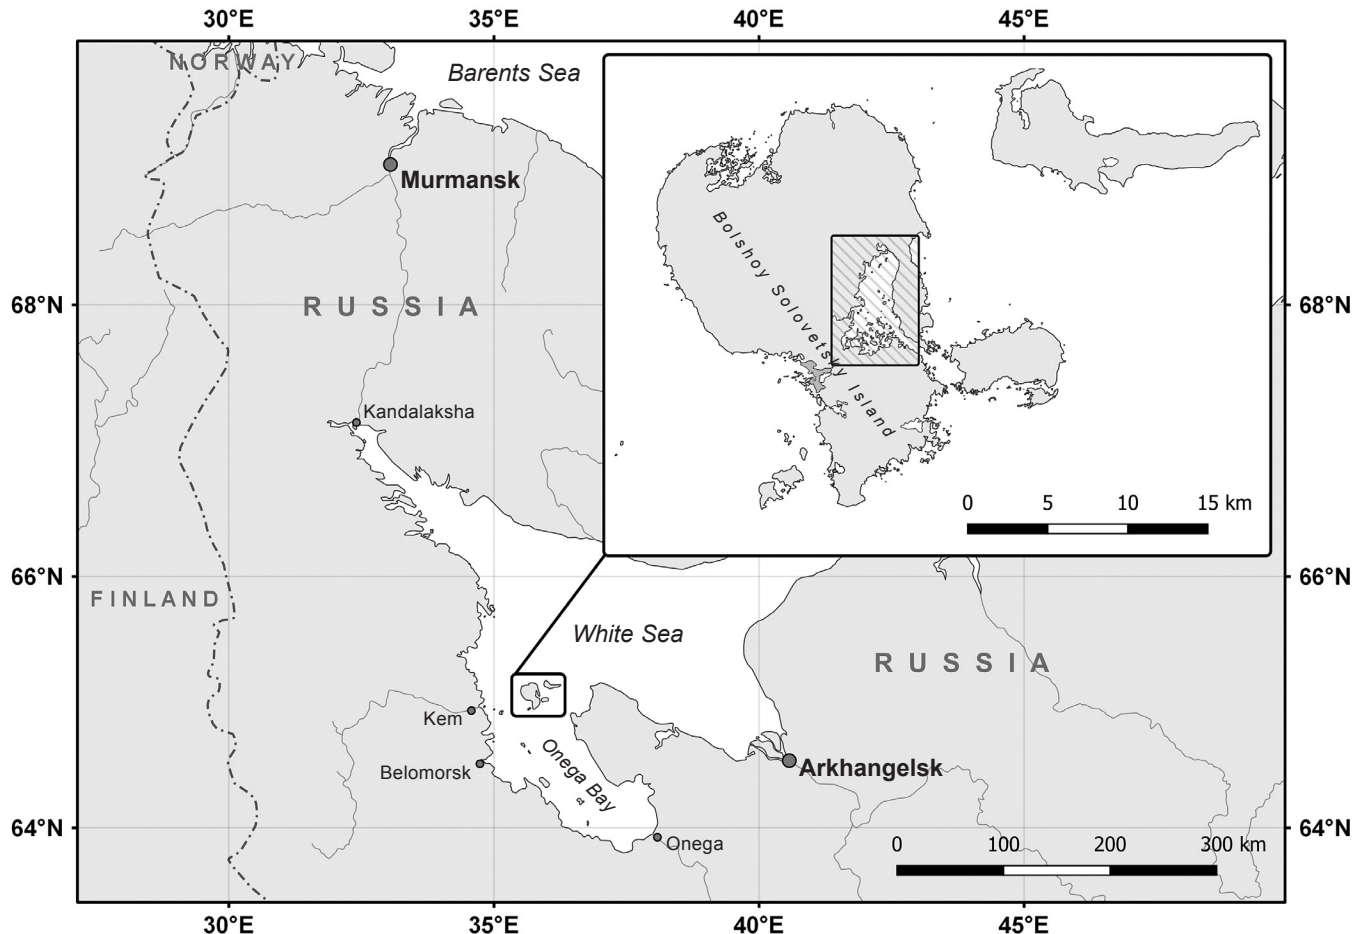 30°E 35°E 40°E 45°E
NORWAY
Barents Sea
Murmansk
Bolshoy Solovetsky Island
68°N RUSSIA 68°N
Kandalaksha
0 5 10 15 km
66°N 66°N
FINLAND
White Sea
RUSSIA
Kem
Onega Bay
Belomorsk
Arkhangelsk
64°N 64°N
Onega
0 100 200 300 km
30°E 35°E 40°E 45°E